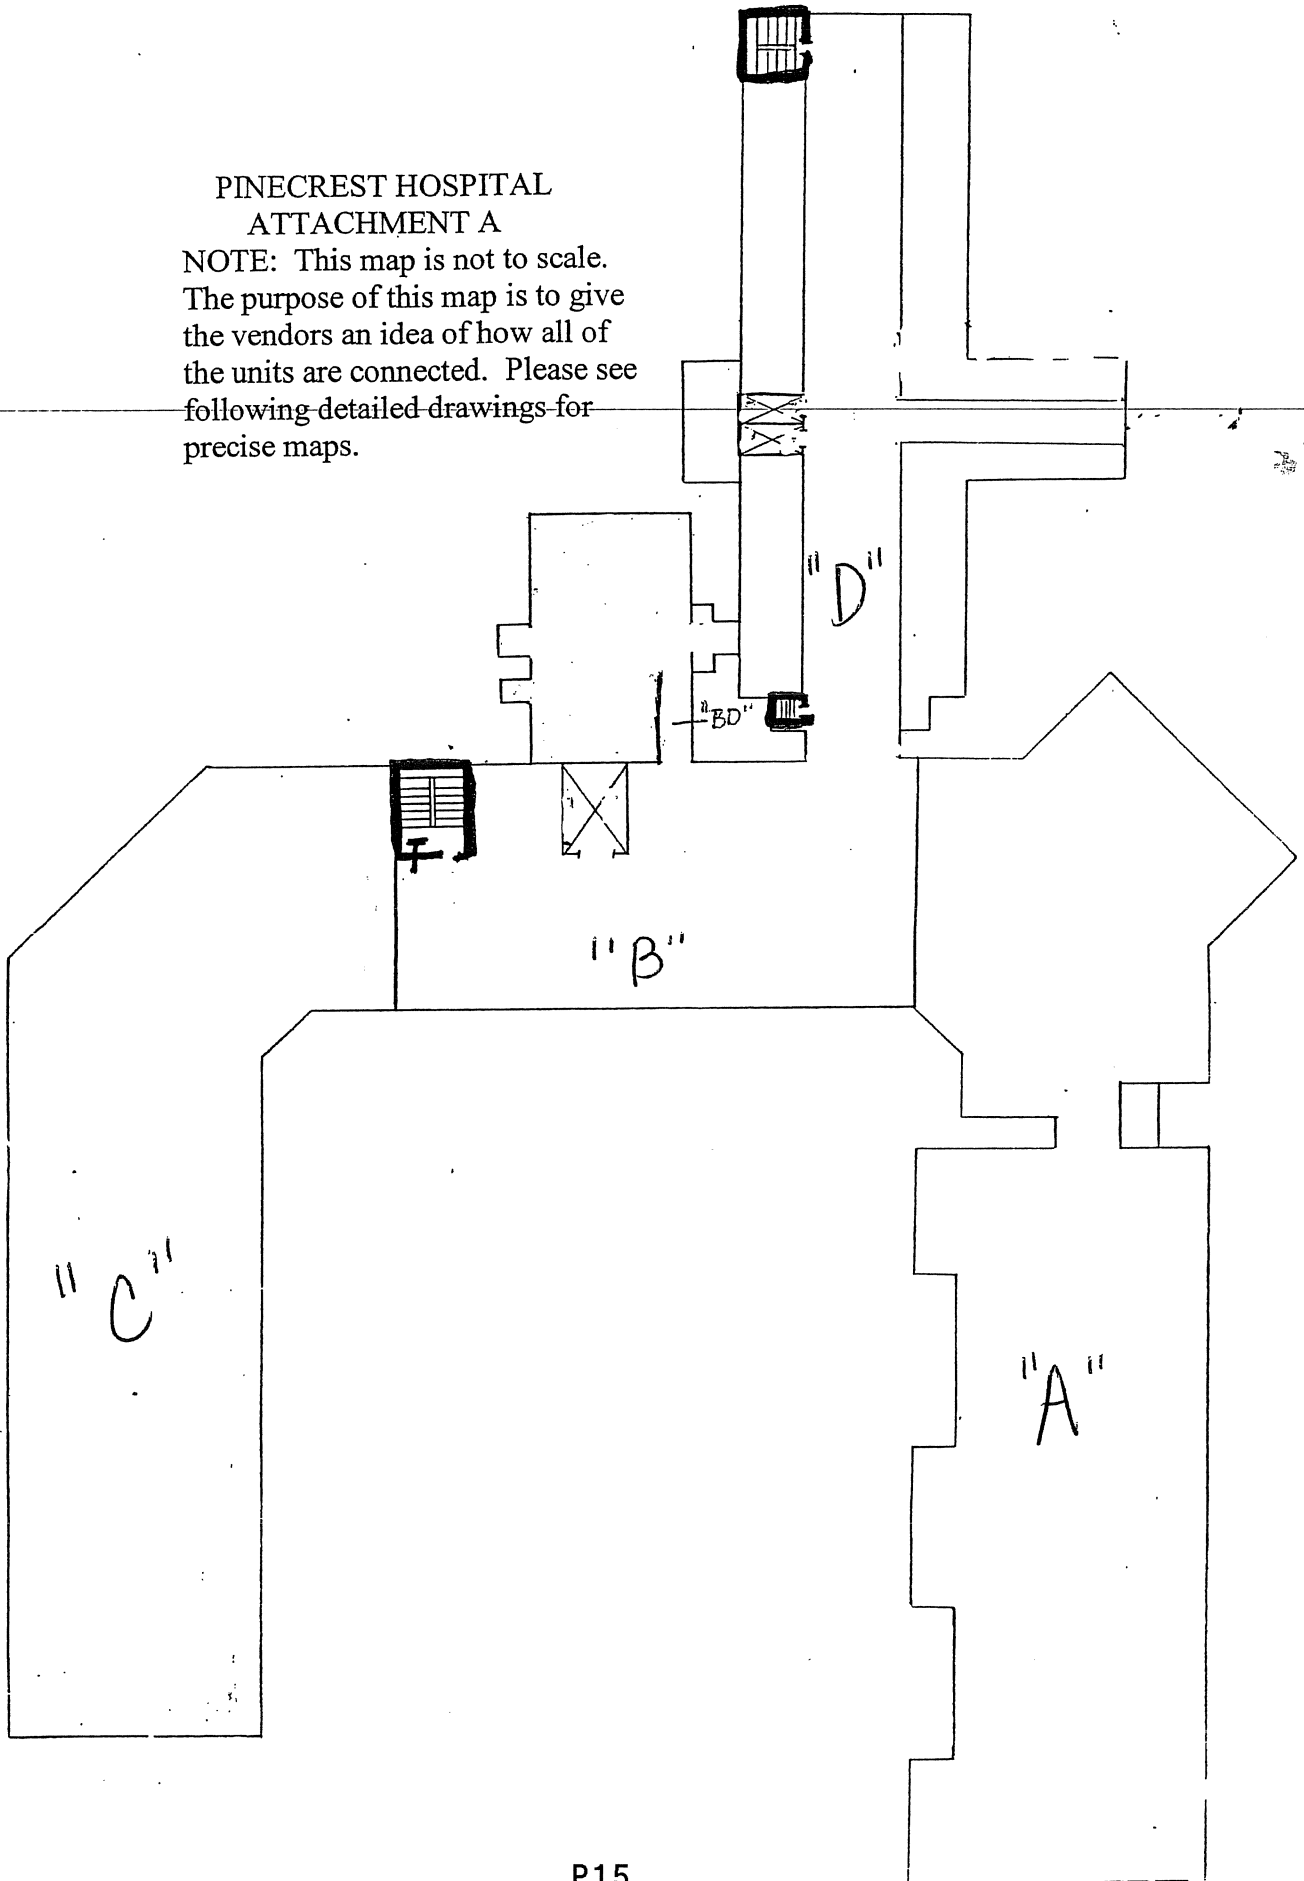 PINECREST HOSPITAL
ATTACHMENT A
NOTE: This map is not to scale.
The purpose of this map is to give
the vendors an idea of how all of
the units are connected. Please see
following detailed drawings for
precise maps.
"D"
"BD"
"B"
"C"
"A"
P15